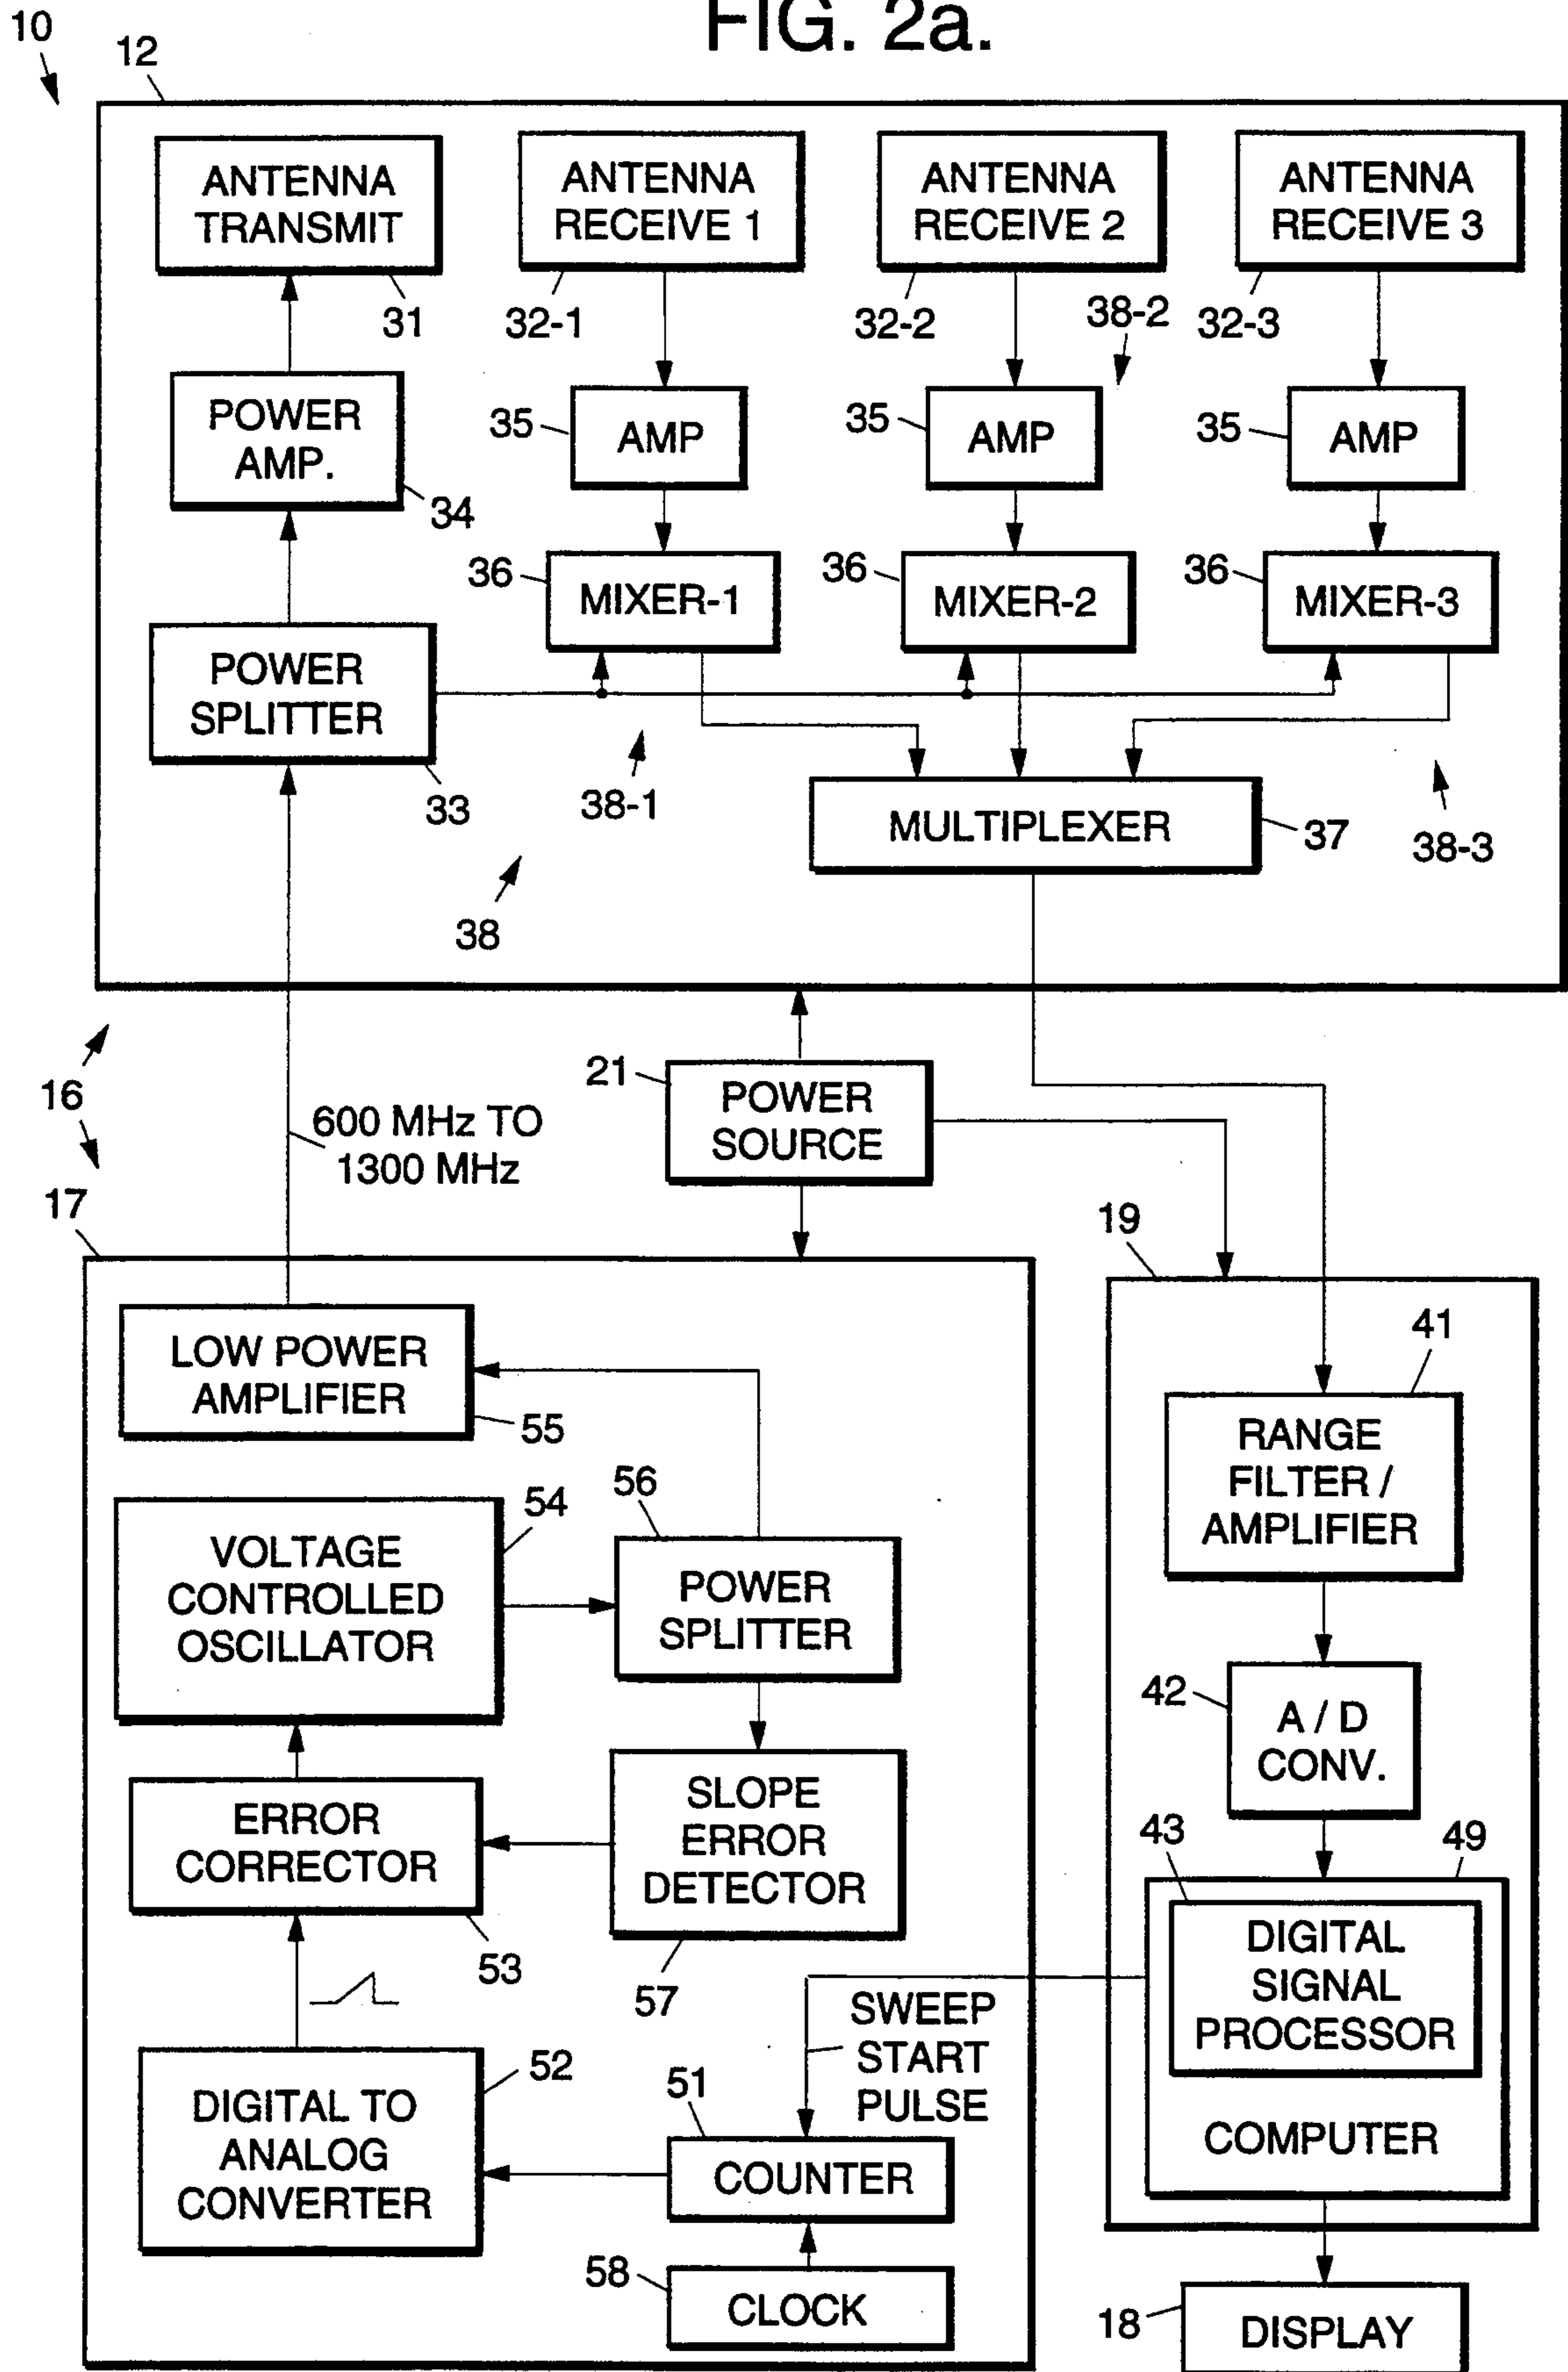 FIG. 2a.
10
12
ANTENNA
TRANSMIT
31
ANTENNA
RECEIVE 1
32-1
ANTENNA
RECEIVE 2
32-2
38-2
ANTENNA
RECEIVE 3
32-3
POWER
AMP.
34
35
AMP
35
AMP
35
AMP
36
MIXER-1
36
MIXER-2
36
MIXER-3
POWER
SPLITTER
33
38-1
MULTIPLEXER
37
38-3
38
16
600 MHz TO
1300 MHz
21
POWER
SOURCE
17
19
LOW POWER
AMPLIFIER
55
41
RANGE
FILTER /
AMPLIFIER
54
VOLTAGE
CONTROLLED
OSCILLATOR
56
POWER
SPLITTER
42
A / D
CONV.
ERROR
CORRECTOR
53
SLOPE
ERROR
DETECTOR
57
43
49
DIGITAL
SIGNAL
PROCESSOR
COMPUTER
SWEEP
START
PULSE
52
DIGITAL TO
ANALOG
CONVERTER
51
COUNTER
58
CLOCK
18
DISPLAY